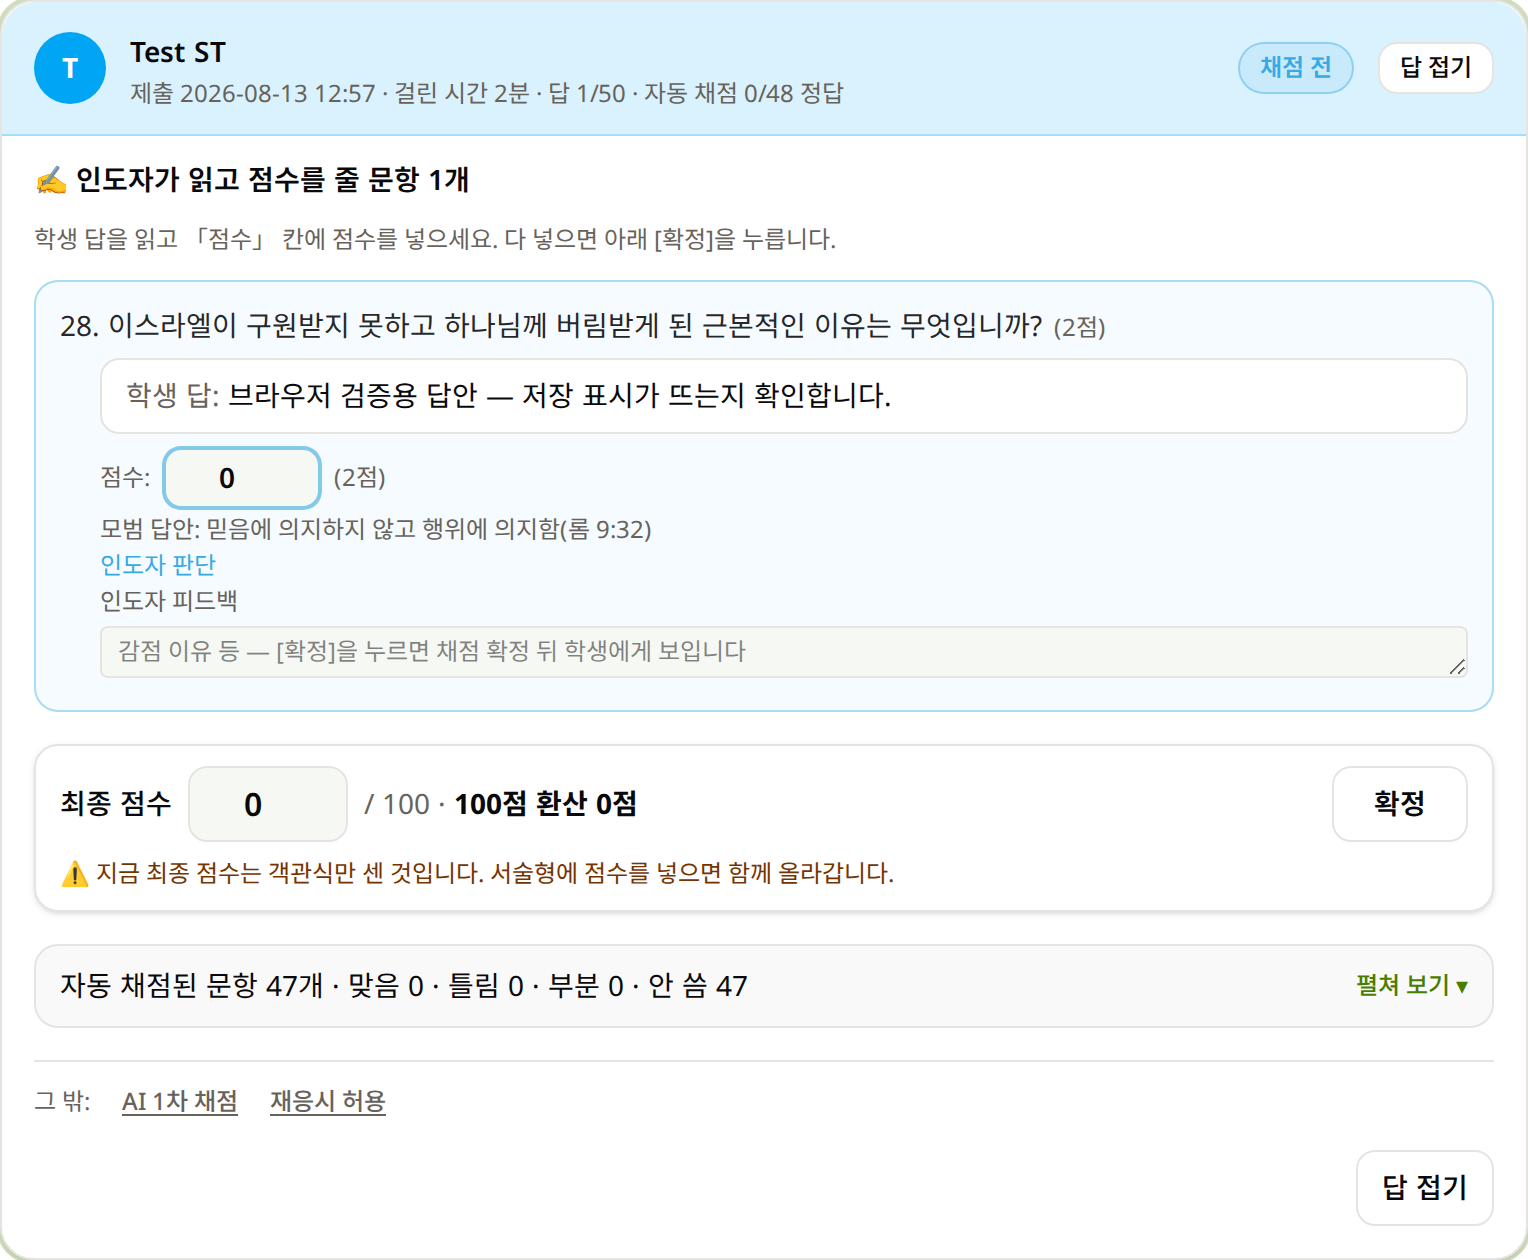 T
Test ST
제출 2026-08-13 12:57 · 걸린 시간 2분 · 답 1/50 · 자동 채점 0/48 정답
채점 전
답 접기
✍️ 인도자가 읽고 점수를 줄 문항 1개
학생 답을 읽고 「점수」 칸에 점수를 넣으세요. 다 넣으면 아래 [확정]을 누릅니다.
28. 이스라엘이 구원받지 못하고 하나님께 버림받게 된 근본적인 이유는 무엇입니까? (2점)
학생 답: 브라우저 검증용 답안 — 저장 표시가 뜨는지 확인합니다.
점수: 0 (2점)
모범 답안: 믿음에 의지하지 않고 행위에 의지함(롬 9:32)
인도자 판단
인도자 피드백
감점 이유 등 — [확정]을 누르면 채점 확정 뒤 학생에게 보입니다
최종 점수 0 / 100 · 100점 환산 0점
확정
⚠️ 지금 최종 점수는 객관식만 센 것입니다. 서술형에 점수를 넣으면 함께 올라갑니다.
자동 채점된 문항 47개 · 맞음 0 · 틀림 0 · 부분 0 · 안 씀 47
펼쳐 보기 ▾
그 밖: AI 1차 채점 재응시 허용
답 접기